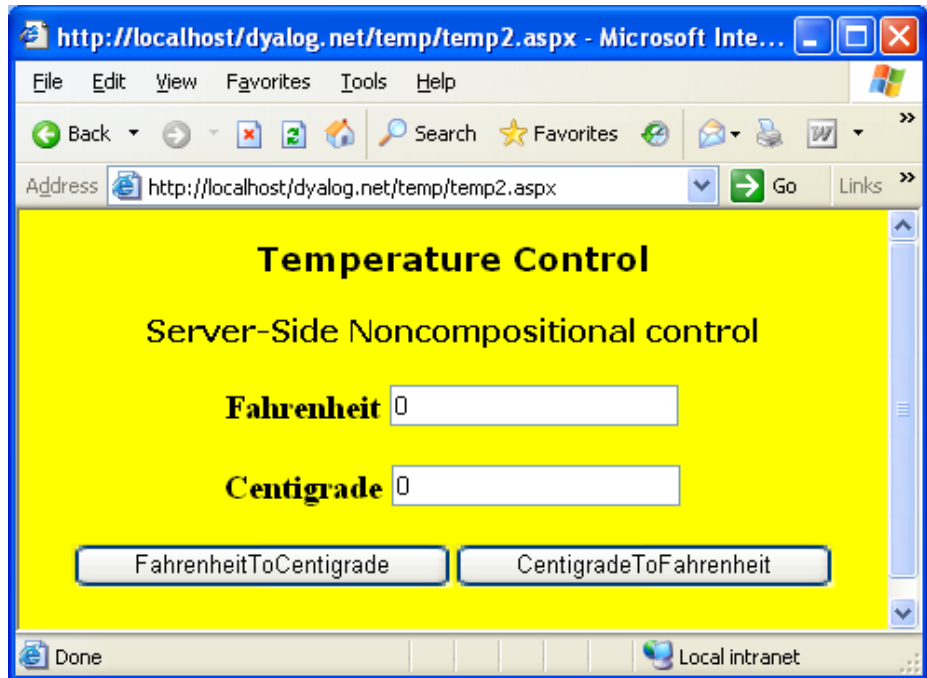 http://localhost/dyalog.net/temp/temp2.aspx - Microsoft Inte...
File Edit View Favorites Tools Help
Back Search Favorites W »
Address http://localhost/dyalog.net/temp/temp2.aspx Go Links »
Temperature Control
Server-Side Noncompositional control
Fahrenheit 0
Centigrade 0
FahrenheitToCentigrade CentigradeToFahrenheit
Done Local intranet